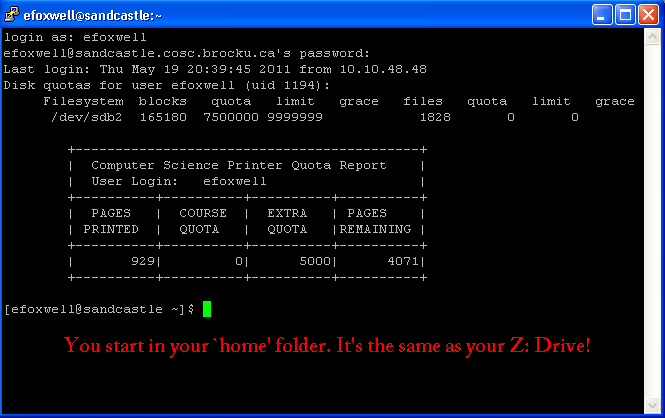 efoxwell@sandcastle:~
login as: efoxwell
efoxwell@sandcastle.cosc.brocku.ca's password:
Last login: Thu May 19 20:39:45 2011 from 10.10.48.48
Disk quotas for user efoxwell (uid 1194):
     Filesystem  blocks   quota   limit   grace   files   quota   limit   grace
      /dev/sdb2  165180  7500000 9999999            1828       0       0
+-------------------------------------------+
|  Computer Science Printer Quota Report    |
|  User Login:   efoxwell                   |
+----------+----------+----------+----------+
|  PAGES   |  COURSE  |  EXTRA   | PAGES    |
| PRINTED  |  QUOTA   |  QUOTA   |REMAINING |
+----------+----------+----------+----------+
|       929|         0|      5000|      4071|
+----------+----------+----------+----------+
[efoxwell@sandcastle ~]$
You start in your `home' folder. It's the same as your Z: Drive!